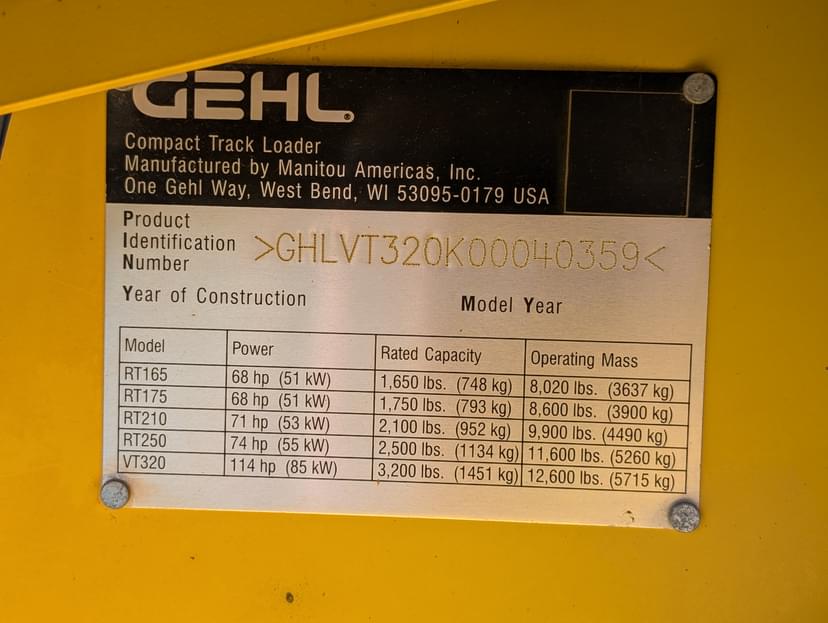 GEHL®
Compact Track Loader
Manufactured by Manitou Americas, Inc.
One Gehl Way, West Bend, WI 53095-0179 USA
Product
Identification
Number
>GHLVT320K00040359<
Year of Construction Model Year
Model Power Rated Capacity Operating Mass
RT165 68 hp (51 kW) 1,650 lbs. (748 kg) 8,020 lbs. (3637 kg)
RT175 68 hp (51 kW) 1,750 lbs. (793 kg) 8,600 lbs. (3900 kg)
RT210 71 hp (53 kW) 2,100 lbs. (952 kg) 9,900 lbs. (4490 kg)
RT250 74 hp (55 kW) 2,500 lbs. (1134 kg) 11,600 lbs. (5260 kg)
VT320 114 hp (85 kW) 3,200 lbs. (1451 kg) 12,600 lbs. (5715 kg)